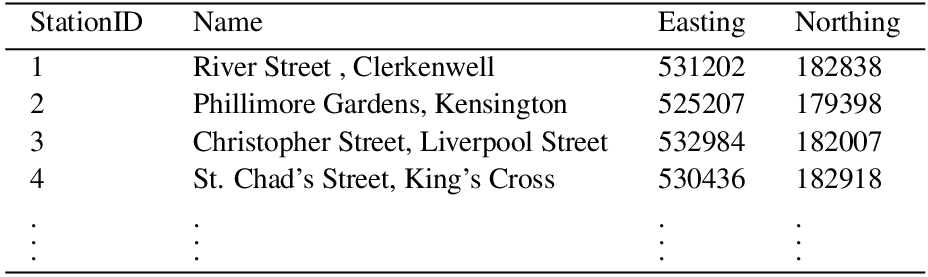 StationID Name Easting Northing
1 River Street , Clerkenwell 531202 182838
2 Phillimore Gardens, Kensington 525207 179398
3 Christopher Street, Liverpool Street 532984 182007
4 St. Chad’s Street, King’s Cross 530436 182918
. . . .
. . . .
. . . .